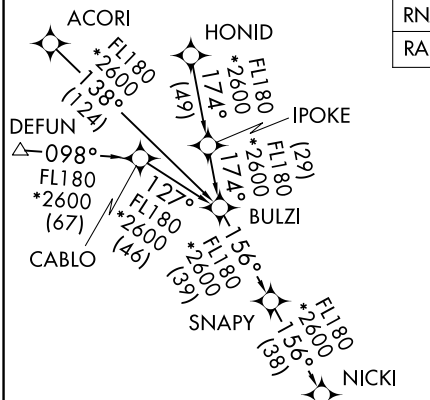 ACORI
HONID
RN
RA
FL180
138°
*2600
(124)
FL180
174°
*2600
(49)
IPOKE
DEFUN
098°
FL180
*2600
(67)
CABLO
127°
FL180
*2600
(46)
174°
FL180
*2600
(29)
BULZI
156°
FL180
*2600
(39)
SNAPY
156°
FL180
*2600
(38)
NICKI